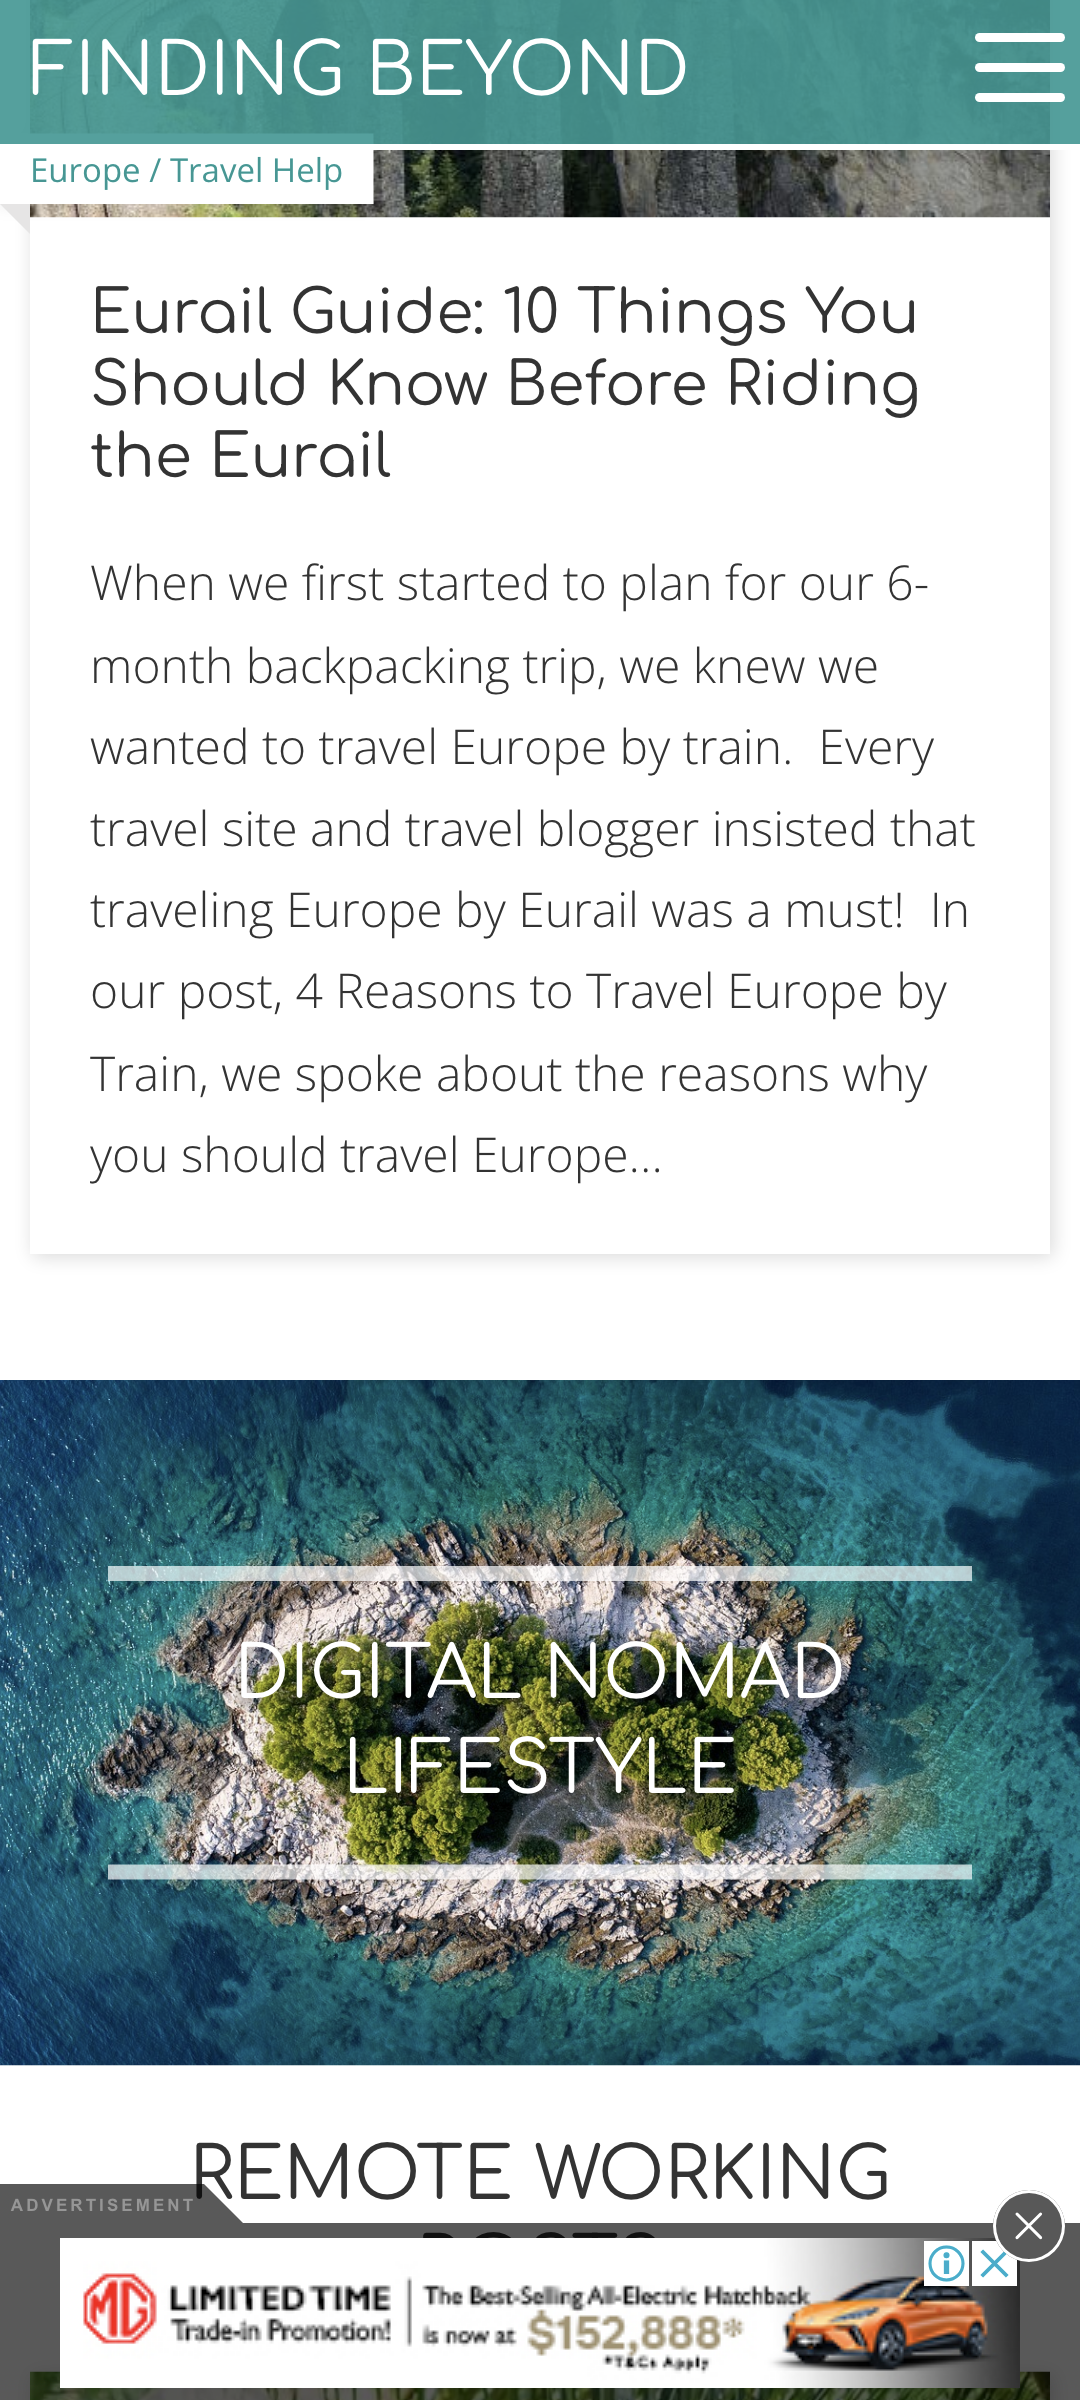 FINDING BEYOND
Europe / Travel Help
Eurail Guide: 10 Things You
Should Know Before Riding
the Eurail
When we first started to plan for our 6-
month backpacking trip, we knew we
wanted to travel Europe by train.  Every
travel site and travel blogger insisted that
traveling Europe by Eurail was a must!  In
our post, 4 Reasons to Travel Europe by
Train, we spoke about the reasons why
you should travel Europe...
DIGITAL NOMAD
LIFESTYLE
REMOTE WORKING
ADVERTISEMENT
MG
LIMITED TIME
Trade-in Promotion!
The Best-Selling All-Electric Hatchback
is now at $152,888*
*T&Cs Apply